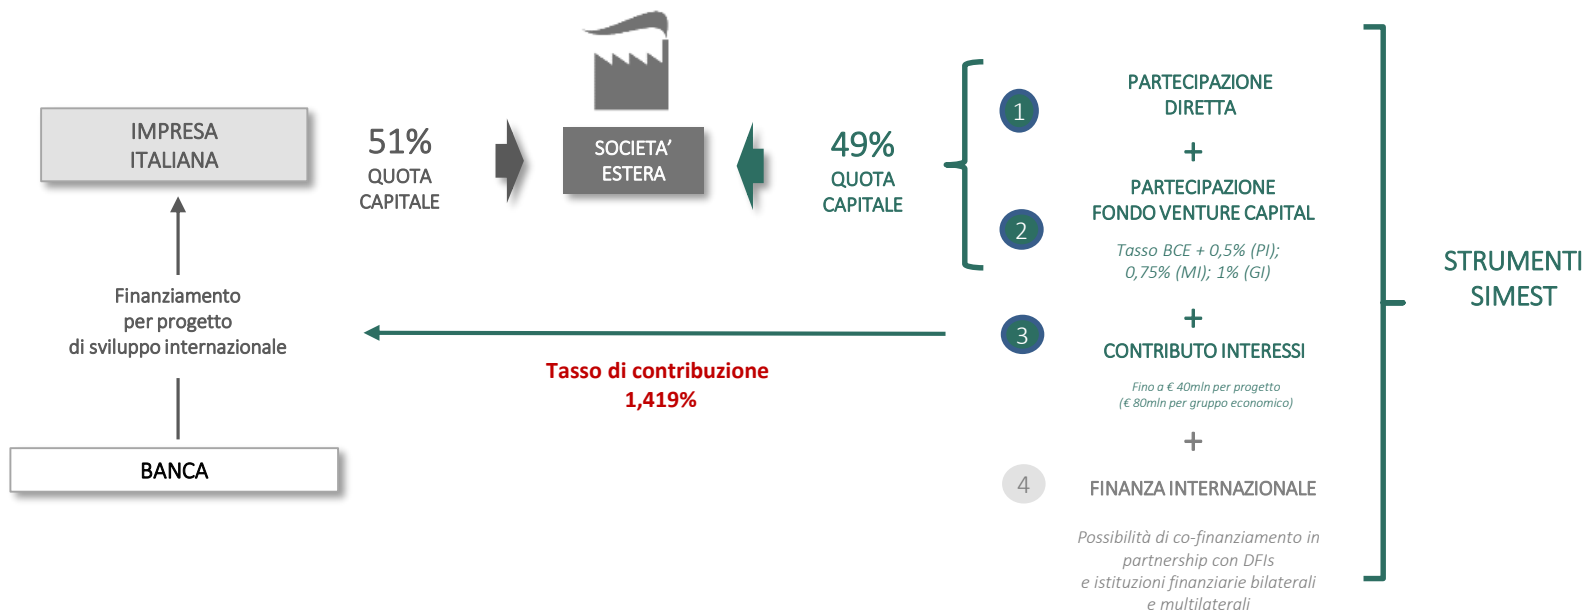 IMPRESA
ITALIANA
51%
QUOTA
CAPITALE
SOCIETA’
ESTERA
49%
QUOTA
CAPITALE
Finanziamento
per progetto
di sviluppo internazionale
BANCA
Tasso di contribuzione
1,419%
1
PARTECIPAZIONE
DIRETTA
+
2
PARTECIPAZIONE
FONDO VENTURE CAPITAL
Tasso BCE + 0,5% (PI);
0,75% (MI); 1% (GI)
+
3
CONTRIBUTO INTERESSI
Fino a € 40mln per progetto
(€ 80mln per gruppo economico)
+
4
FINANZA INTERNAZIONALE
Possibilità di co-finanziamento in
partnership con DFIs
e istituzioni finanziarie bilaterali
e multilaterali
STRUMENTI
SIMEST